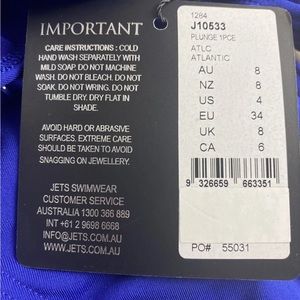 IMPORTANT
CARE INSTRUCTIONS : COLD
HAND WASH SEPARATELY WITH
MILD SOAP. DO NOT MACHINE
WASH. DO NOT BLEACH. DO NOT
SOAK. DO NOT WRING. DO NOT
TUMBLE DRY. DRY FLAT IN
SHADE.
AVOID HARD OR ABRASIVE
SURFACES. EXTREME CARE
SHOULD BE TAKEN TO AVOID
SNAGGING ON JEWELLERY.
JETS SWIMWEAR
CUSTOMER SERVICE
AUSTRALIA 1300 366 889
INT +61 2 9698 6668
INFO@JETS.COM.AU
WWW.JETS.COM.AU
1284
J10533
PLUNGE 1PCE
ATLC
ATLANTIC
AU 8
NZ 8
US 4
EU 34
UK 8
CA 6
9 326659 663351
PO# 55031